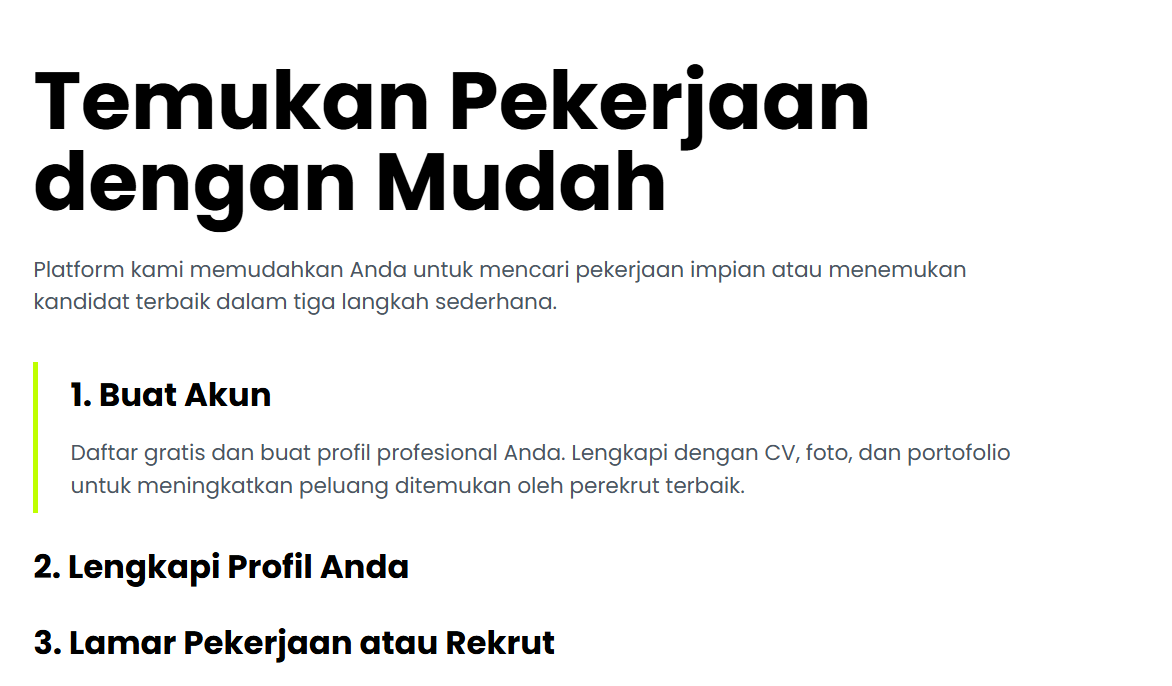 Temukan Pekerjaan
dengan Mudah
Platform kami memudahkan Anda untuk mencari pekerjaan impian atau menemukan
kandidat terbaik dalam tiga langkah sederhana.
1. Buat Akun
Daftar gratis dan buat profil profesional Anda. Lengkapi dengan CV, foto, dan portofolio
untuk meningkatkan peluang ditemukan oleh perekrut terbaik.
2. Lengkapi Profil Anda
3. Lamar Pekerjaan atau Rekrut